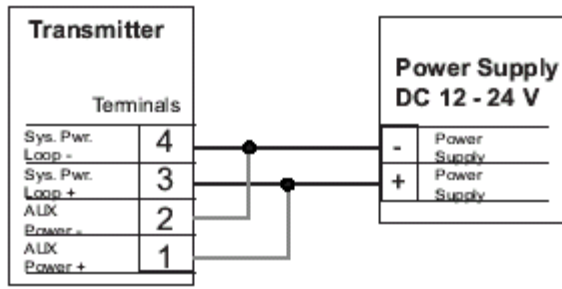 Transmitter
Terminals
Sys. Pwr.
Loop -
4
Sys. Pwr.
Loop +
3
AUX
Power -
2
AUX
Power +
1
Power Supply
DC 12 - 24 V
-
Power
Supply
+
Power
Supply